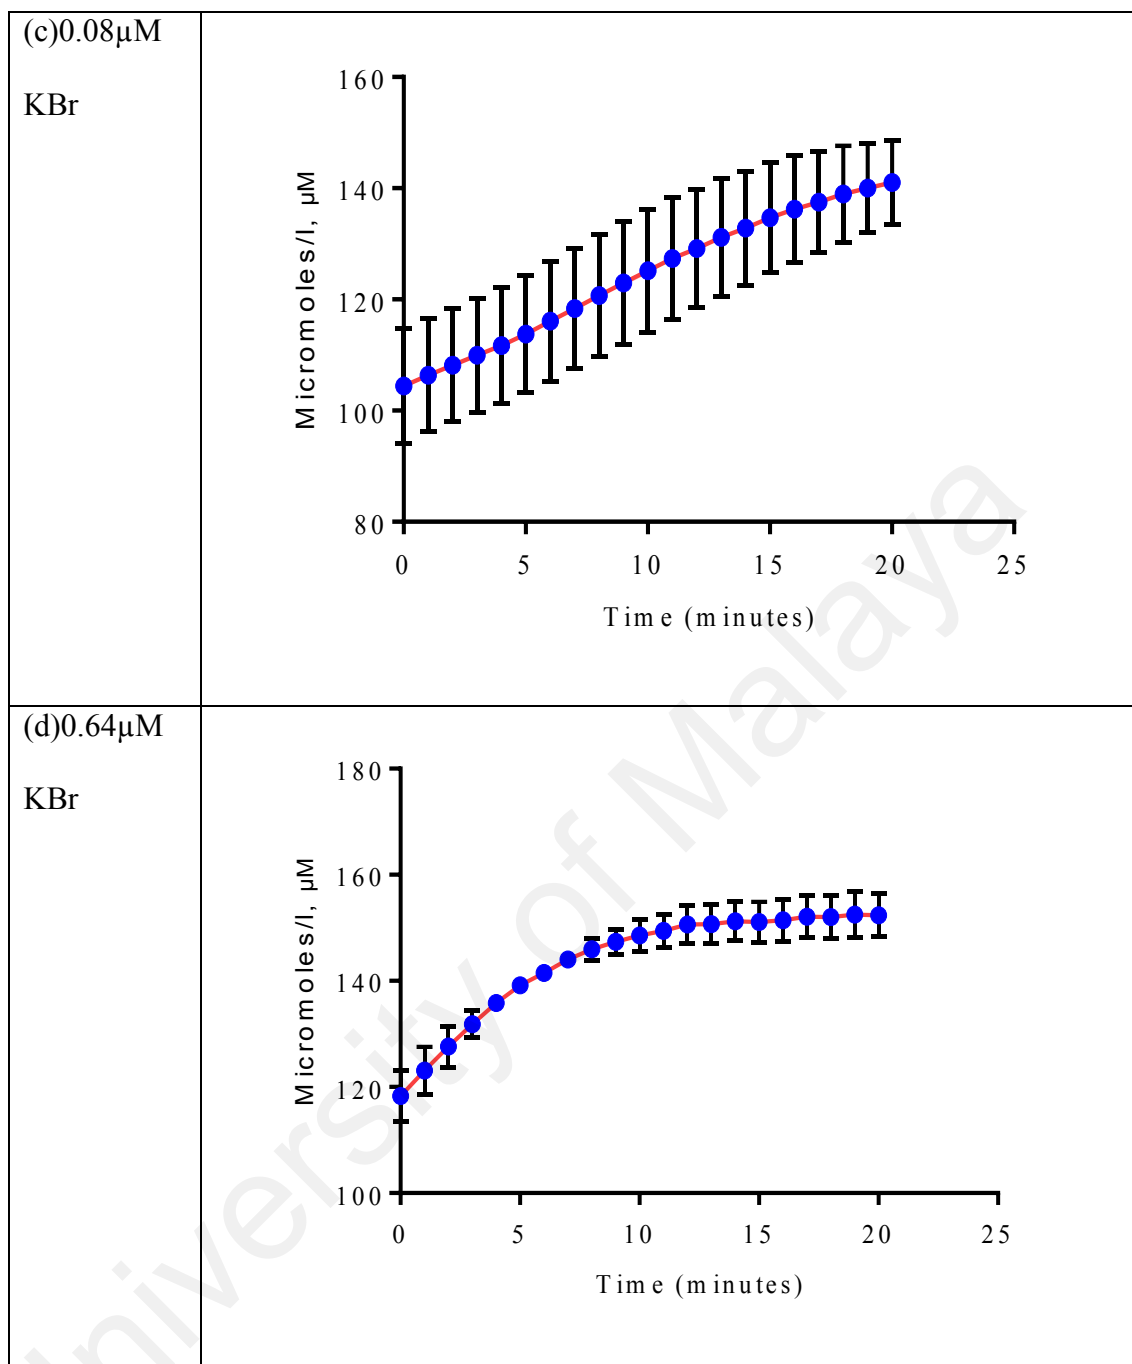 (c)0.08µM
KBr
160
140
120
100
80
Micromoles/l, µM
0 5 10 15 20 25
Time (minutes)
(d)0.64µM
KBr
180
160
140
120
100
Micromoles/l, µM
0 5 10 15 20 25
Time (minutes)
University of Malaya